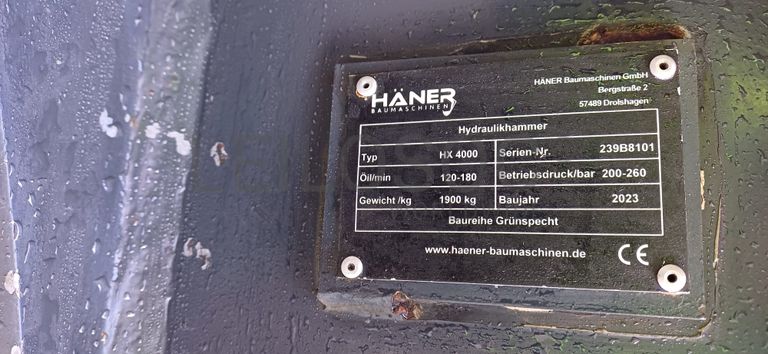 HÄNER
BAUMASCHINEN
HÄNER Baumaschinen GmbH
Bergstraße 2
57489 Drolshagen
Hydraulikhammer
Typ HX 4000 Serien-Nr. 239B8101
Öil/min 120-180 Betriebsdruck/bar 200-260
Gewicht /kg 1900 kg Baujahr 2023
Baureihe Grünspecht
www.haener-baumaschinen.de CE